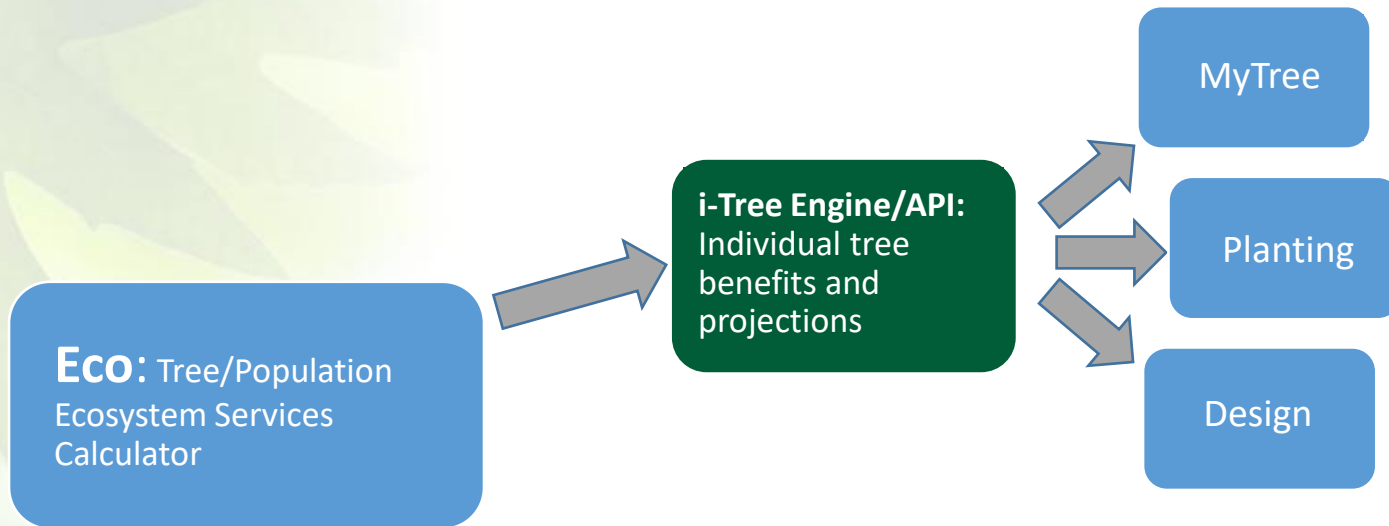 Eco: Tree/Population
Ecosystem Services
Calculator
i-Tree Engine/API:
Individual tree
benefits and
projections
MyTree
Planting
Design